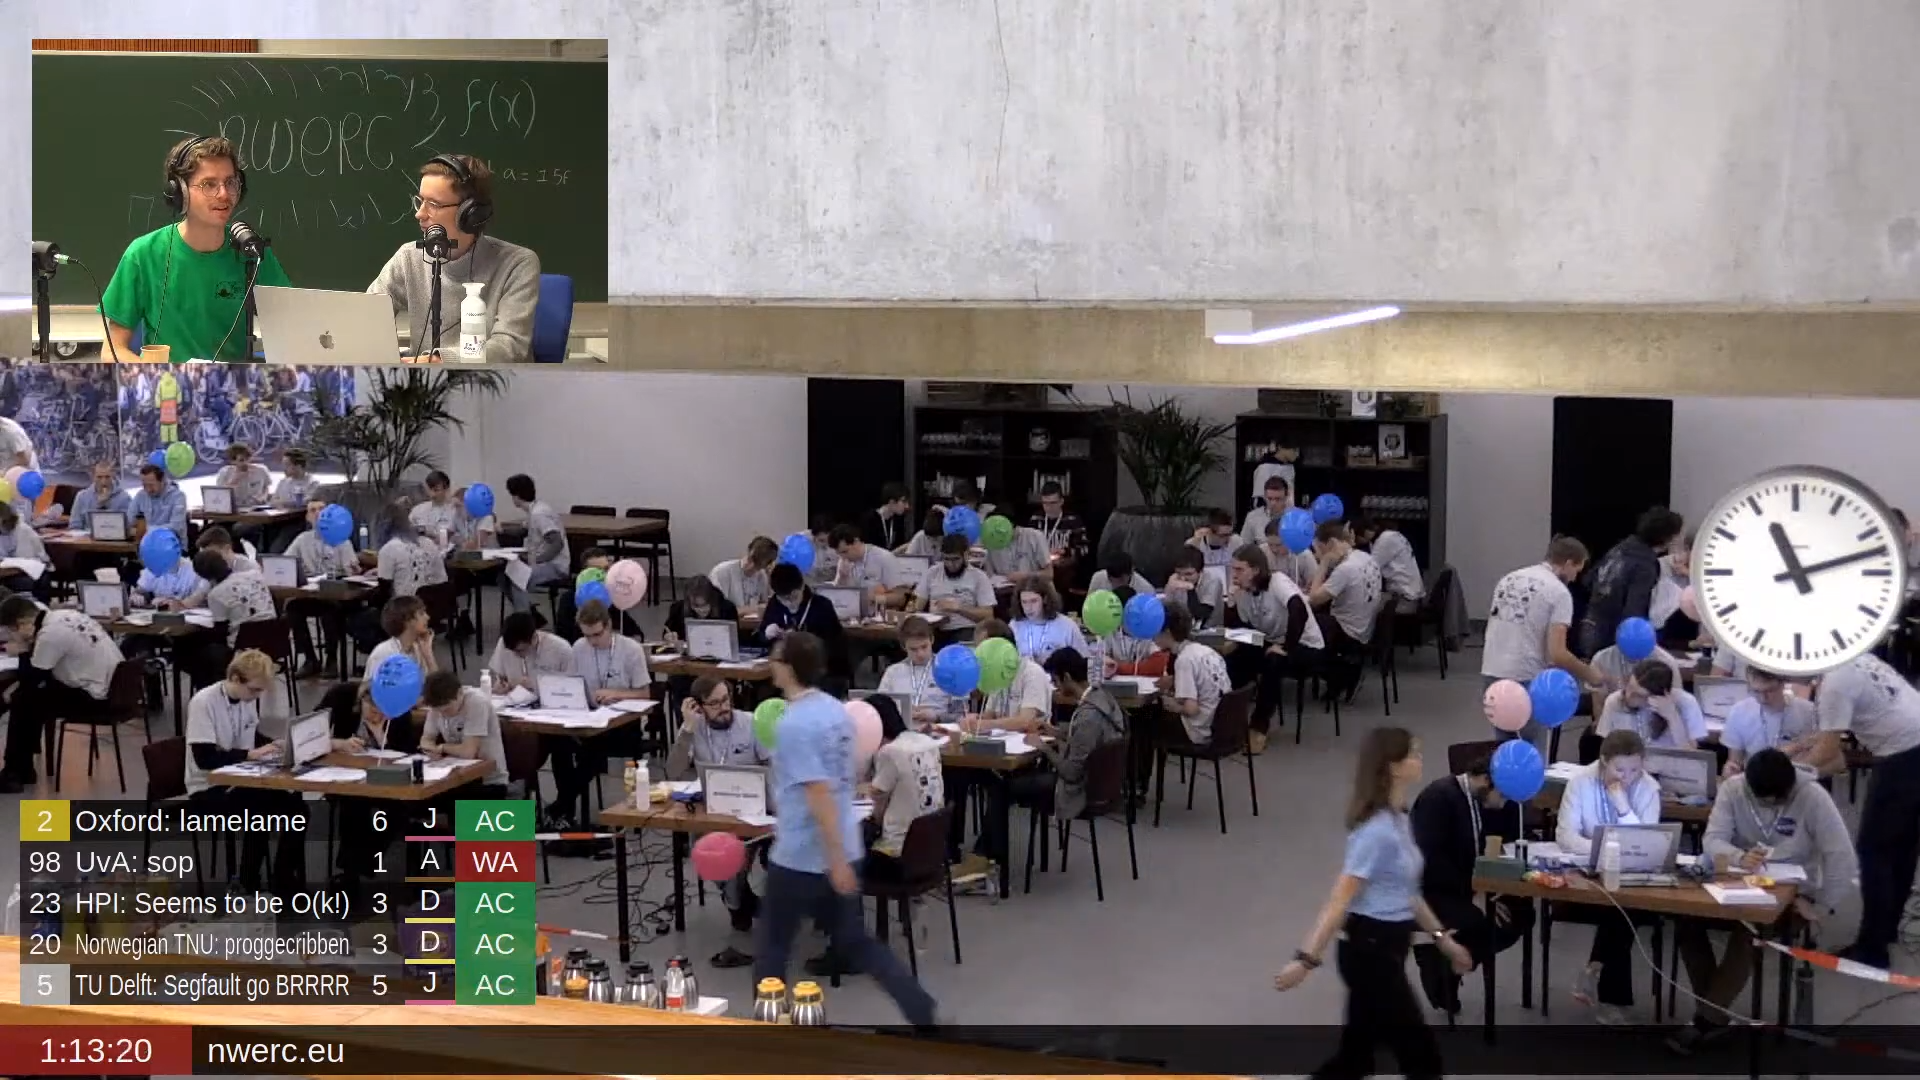 nwerc
f(x)
a = 15f
2 Oxford: lamelame 6 J AC
98 UvA: sop 1 A WA
23 HPI: Seems to be O(k!) 3 D AC
20 Norwegian TNU: proggecribben 3 D AC
5 TU Delft: Segfault go BRRRR 5 J AC
1:13:20 nwerc.eu